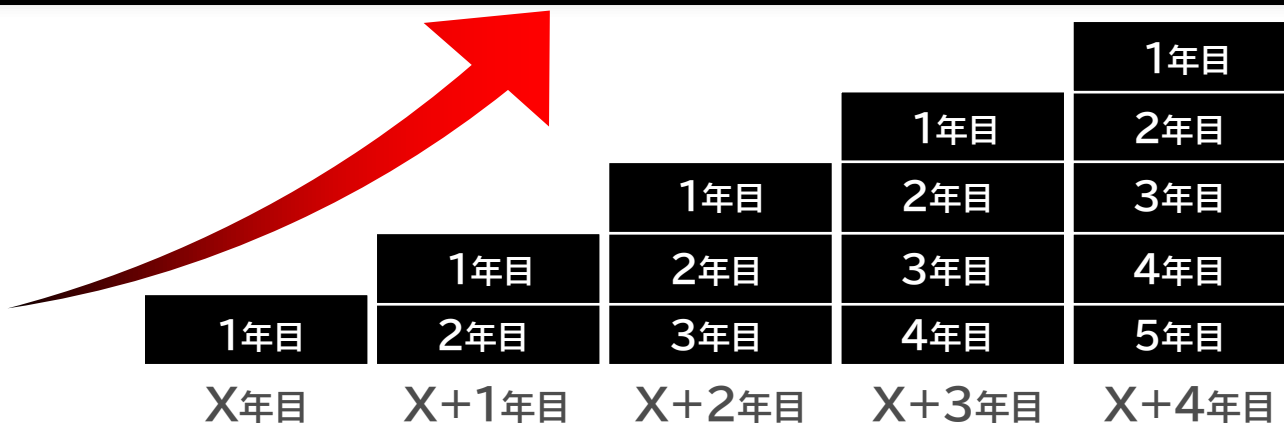 1年目
1年目 2年目
1年目 2年目 3年目
1年目 2年目 3年目 4年目
1年目 2年目 3年目 4年目 5年目
X年目 X+1年目 X+2年目 X+3年目 X+4年目